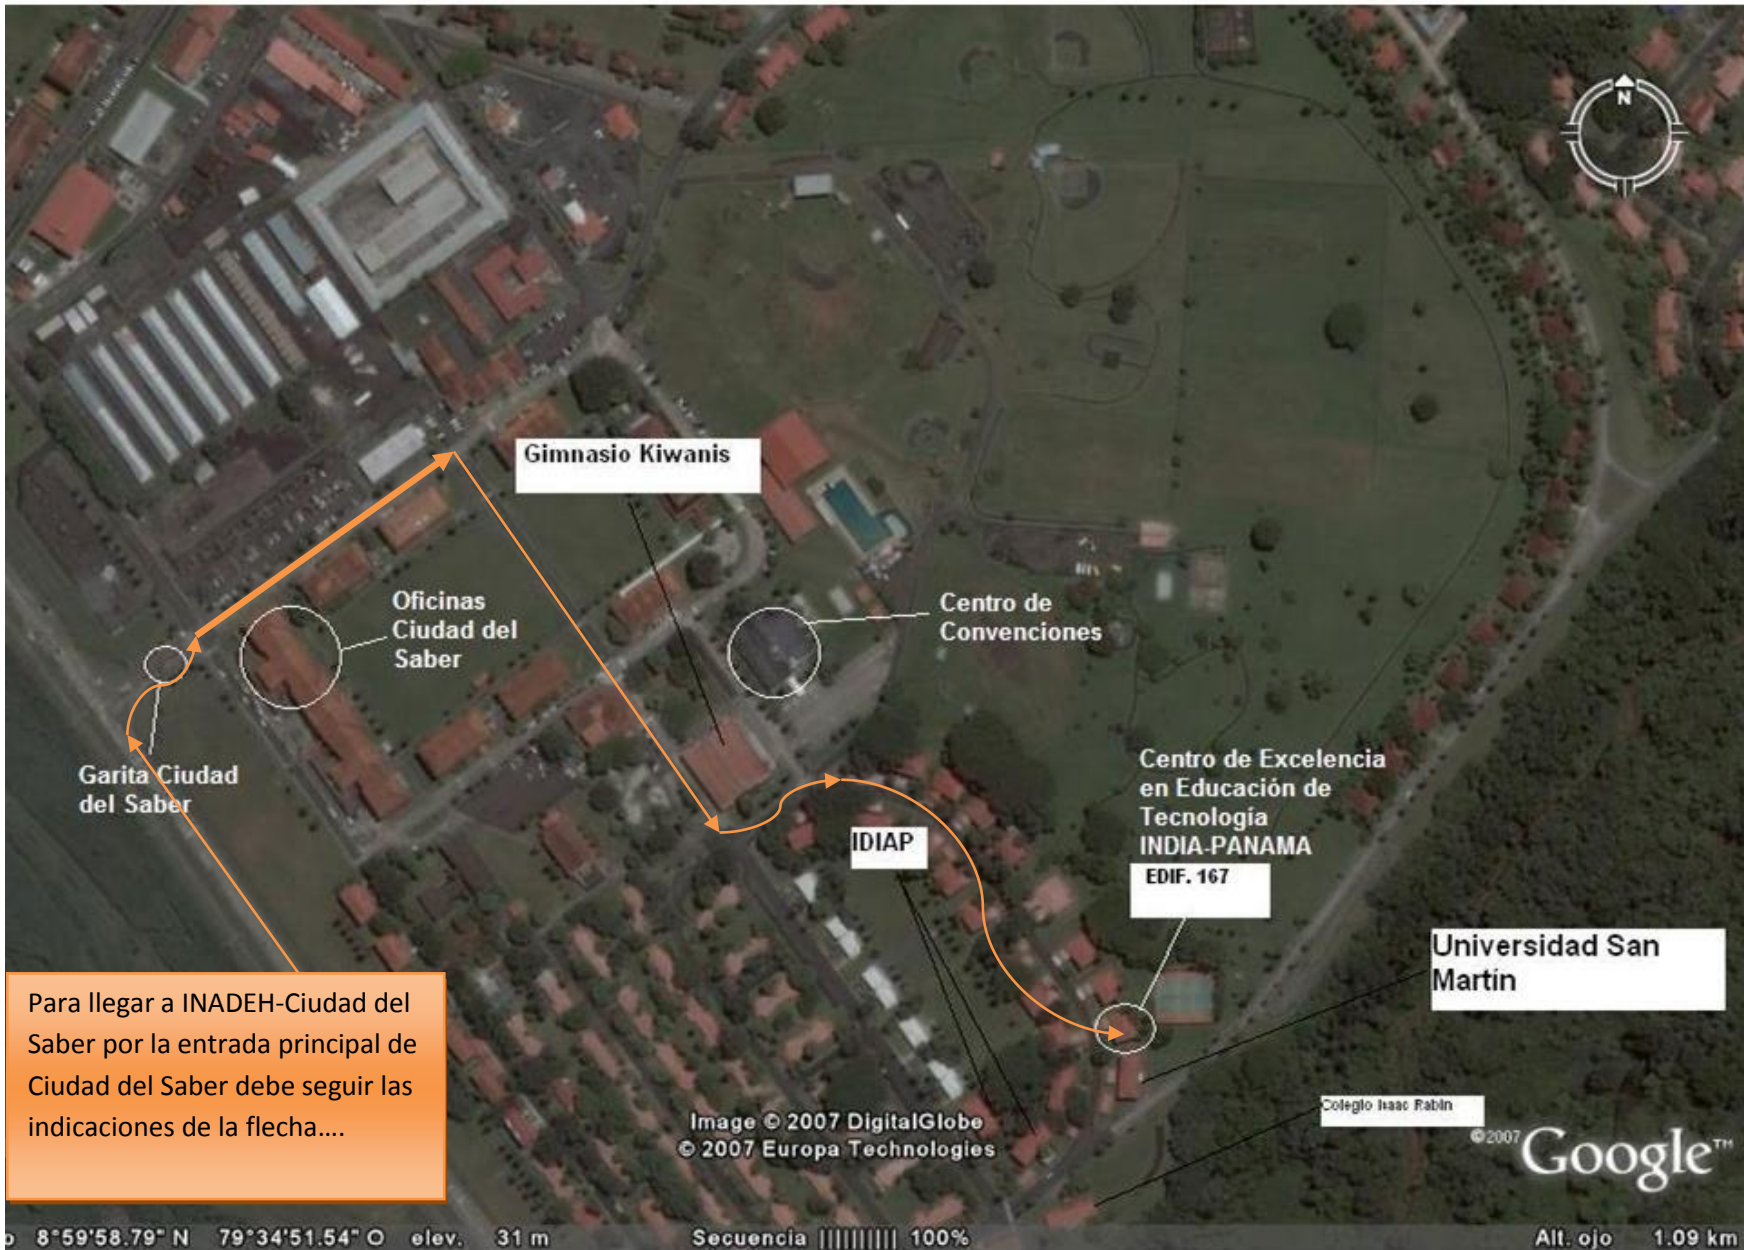 N
Gimnasio Kiwanis
Oficinas
Ciudad del
Saber
Centro de
Convenciones
Garita Ciudad
del Saber
Centro de Excelencia
en Educación de
Tecnología
INDIA-PANAMA
EDIF. 167
IDIAP
Universidad San
Martín
Para llegar a INADEH-Ciudad del
Saber por la entrada principal de
Ciudad del Saber debe seguir las
indicaciones de la flecha....
Colegio Isaac Rabin
Image © 2007 DigitalGlobe
© 2007 Europa Technologies
©2007 Google™
o 8°59'58.79" N 79°34'51.54" O elev. 31 m Secuencia |||||||||| 100% Alt. ojo 1.09 km